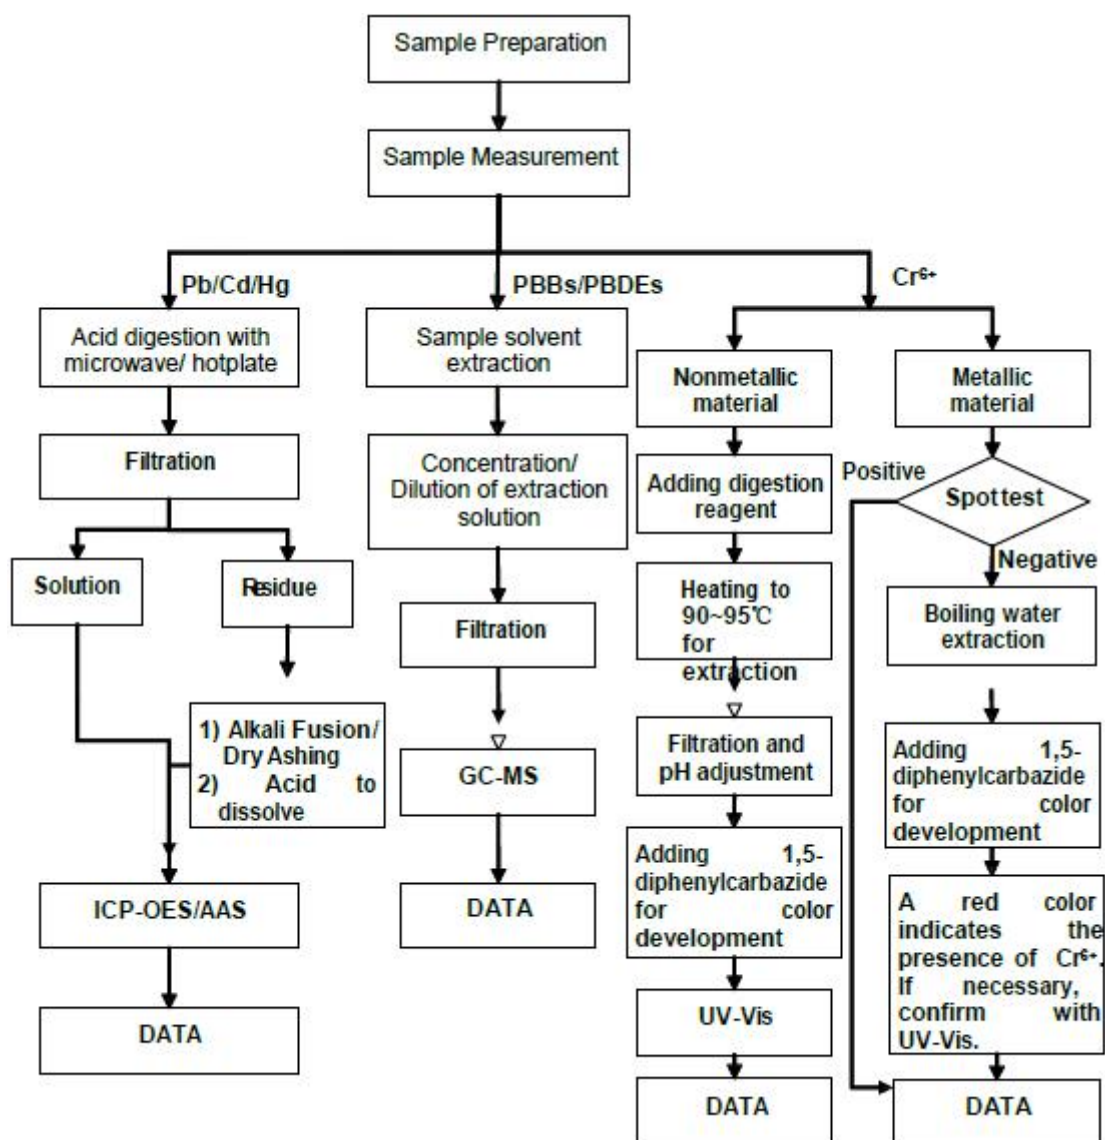 Sample Preparation
Sample Measurement
Pb/Cd/Hg
PBBs/PBDEs
Cr⁶⁺
Acid digestion with
microwave/ hotplate
Filtration
Solution
Residue
1) Alkali Fusion/
Dry Ashing
2) Acid to
dissolve
ICP-OES/AAS
DATA
Sample solvent
extraction
Concentration/
Dilution of extraction
solution
Filtration
GC-MS
DATA
Nonmetallic
material
Adding digestion
reagent
Heating to
90~95℃
for
extraction
Filtration and
pH adjustment
Adding 1,5-
diphenylcarbazide
for color
development
UV-Vis
DATA
Metallic
material
Positive
Spot test
Negative
Boiling water
extraction
Adding 1,5-
diphenylcarbazide
for color
development
A red color
indicates the
presence of Cr⁶⁺.
If necessary,
confirm with
UV-Vis.
DATA